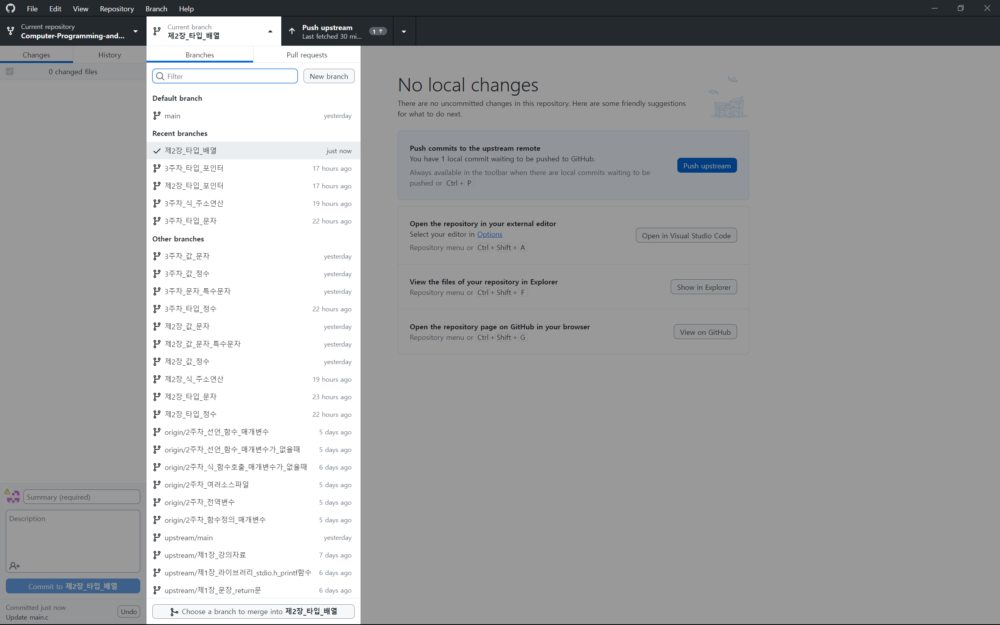 File Edit View Repository Branch Help
Current repository
Computer-Programming-and...
Current branch
제2장_타입_배열
Push upstream
Last fetched 30 mi...
1
Changes History
0 changed files
Branches Pull requests
Filter
New branch
Default branch
main yesterday
Recent branches
제2장_타입_배열 just now
3주차_타입_포인터 17 hours ago
제2장_타입_포인터 17 hours ago
3주차_식_주소연산 19 hours ago
3주차_타입_문자 22 hours ago
Other branches
3주차_값_문자 yesterday
3주차_값_정수 yesterday
3주차_문자_특수문자 yesterday
3주차_타입_정수 22 hours ago
제2장_값_문자 yesterday
제2장_값_문자_특수문자 yesterday
제2장_값_정수 yesterday
제2장_식_주소연산 19 hours ago
제2장_타입_문자 23 hours ago
제2장_타입_정수 22 hours ago
origin/2주차_선언_함수_매개변수 5 days ago
origin/2주차_선언_함수_매개변수가_없을때 5 days ago
origin/2주차_식_함수호출_매개변수가_없을때 6 days ago
origin/2주차_여러소스파일 5 days ago
origin/2주차_전역변수 5 days ago
origin/2주차_함수정의_매개변수 5 days ago
upstream/main yesterday
upstream/제1장_강의자료 7 days ago
upstream/제1장_라이브러리_stdio.h_printf함수 6 days ago
upstream/제1장_문장_return문 6 days ago
Choose a branch to merge into 제2장_타입_배열
Summary (required)
Description
Commit to 제2장_타입_배열
Committed just now
Update main.c
Undo
No local changes
There are no uncommitted changes in this repository. Here are some friendly suggestions
for what to do next.
Push commits to the upstream remote
You have 1 local commit waiting to be pushed to GitHub.
Always available in the toolbar when there are local commits waiting to be
pushed or Ctrl + P
Push upstream
Open the repository in your external editor
Select your editor in Options
Repository menu or Ctrl + Shift + A
Open in Visual Studio Code
View the files of your repository in Explorer
Repository menu or Ctrl + Shift + F
Show in Explorer
Open the repository page on GitHub in your browser
Repository menu or Ctrl + Shift + G
View on GitHub